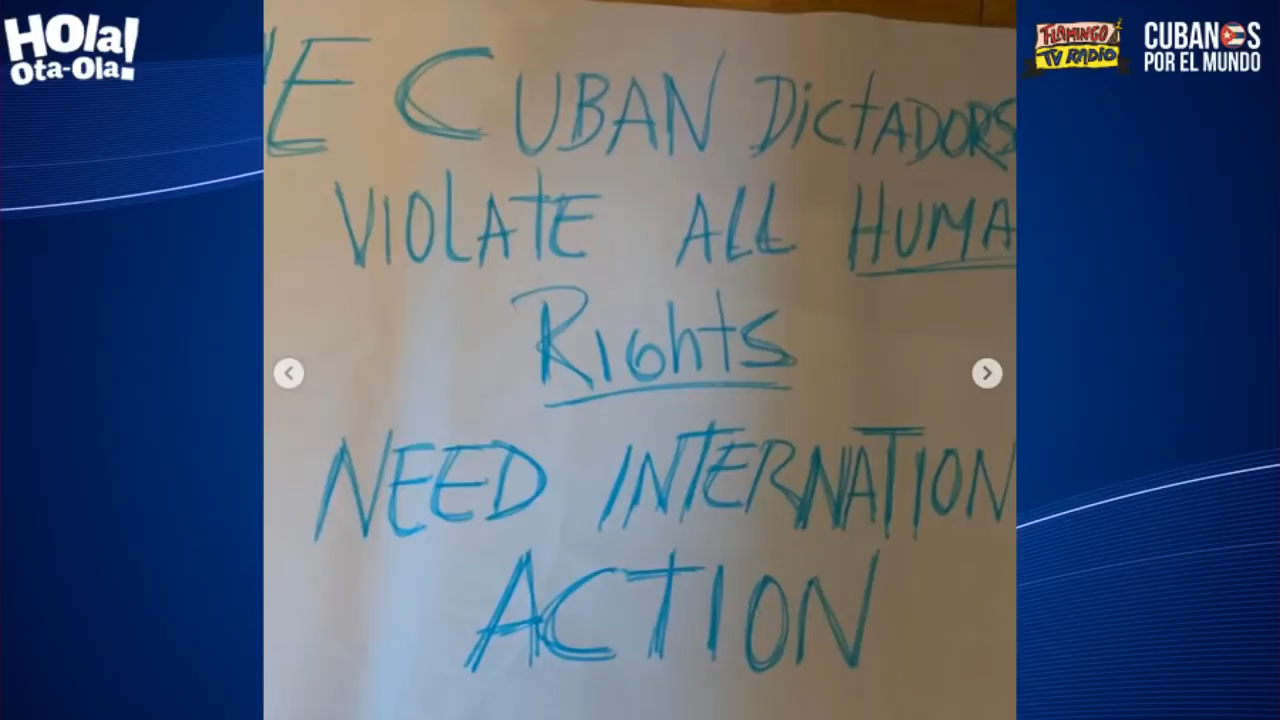 Hola!
Ota-Ola!
FLAMINGO
TV RADIO
CUBANOS
POR EL MUNDO
E CUBAN DictADORS
VIOLATE ALL HUMA
Rights
NEED INTERNATION
ACTION